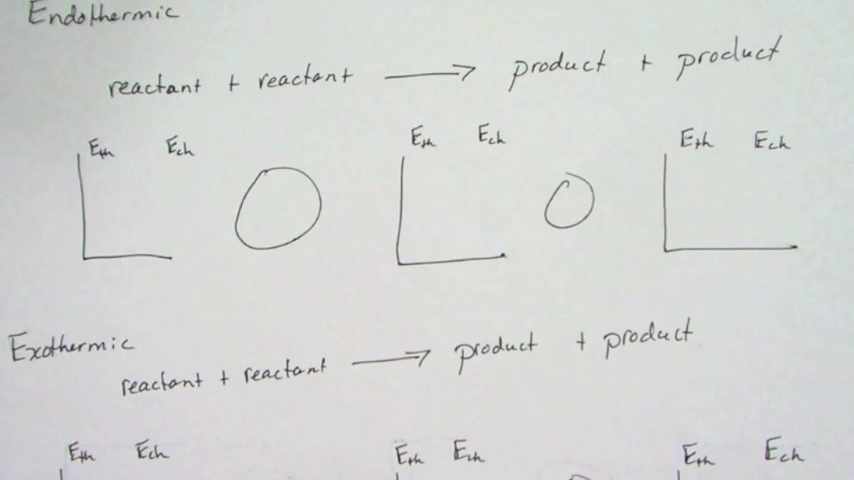 Endothermic
reactant + reactant → product + product
Eth Ech Eth Ech Eth Ech
Exothermic
reactant + reactant → product + product
Eth Ech Eth Ech Eth Ech